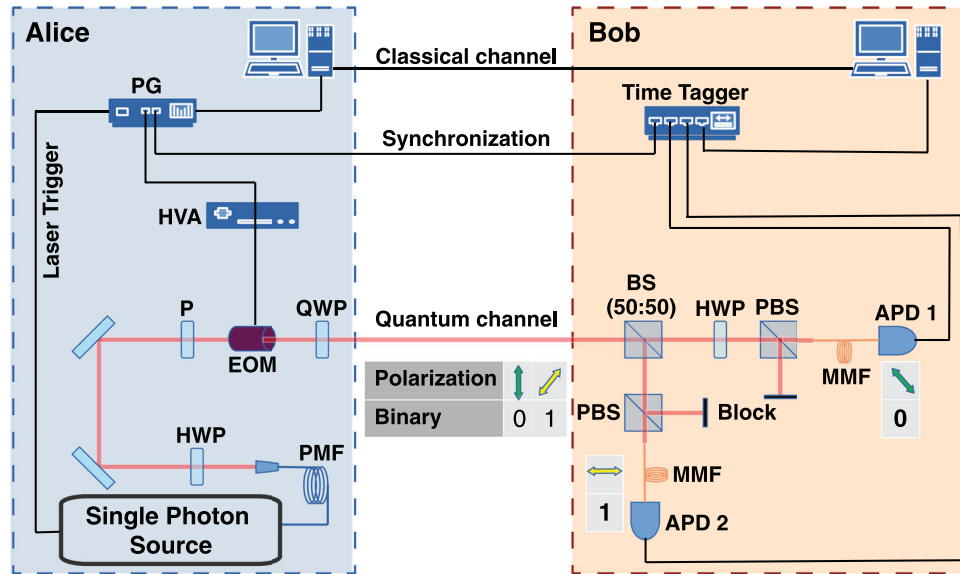 Alice
Bob
Classical channel
PG
Time Tagger
Synchronization
Laser Trigger
HVA
BS
(50:50)
P
QWP
Quantum channel
HWP
PBS
APD 1
EOM
MMF
Polarization
Binary
0
1
PBS
Block
0
HWP
PMF
MMF
1
Single Photon
Source
APD 2